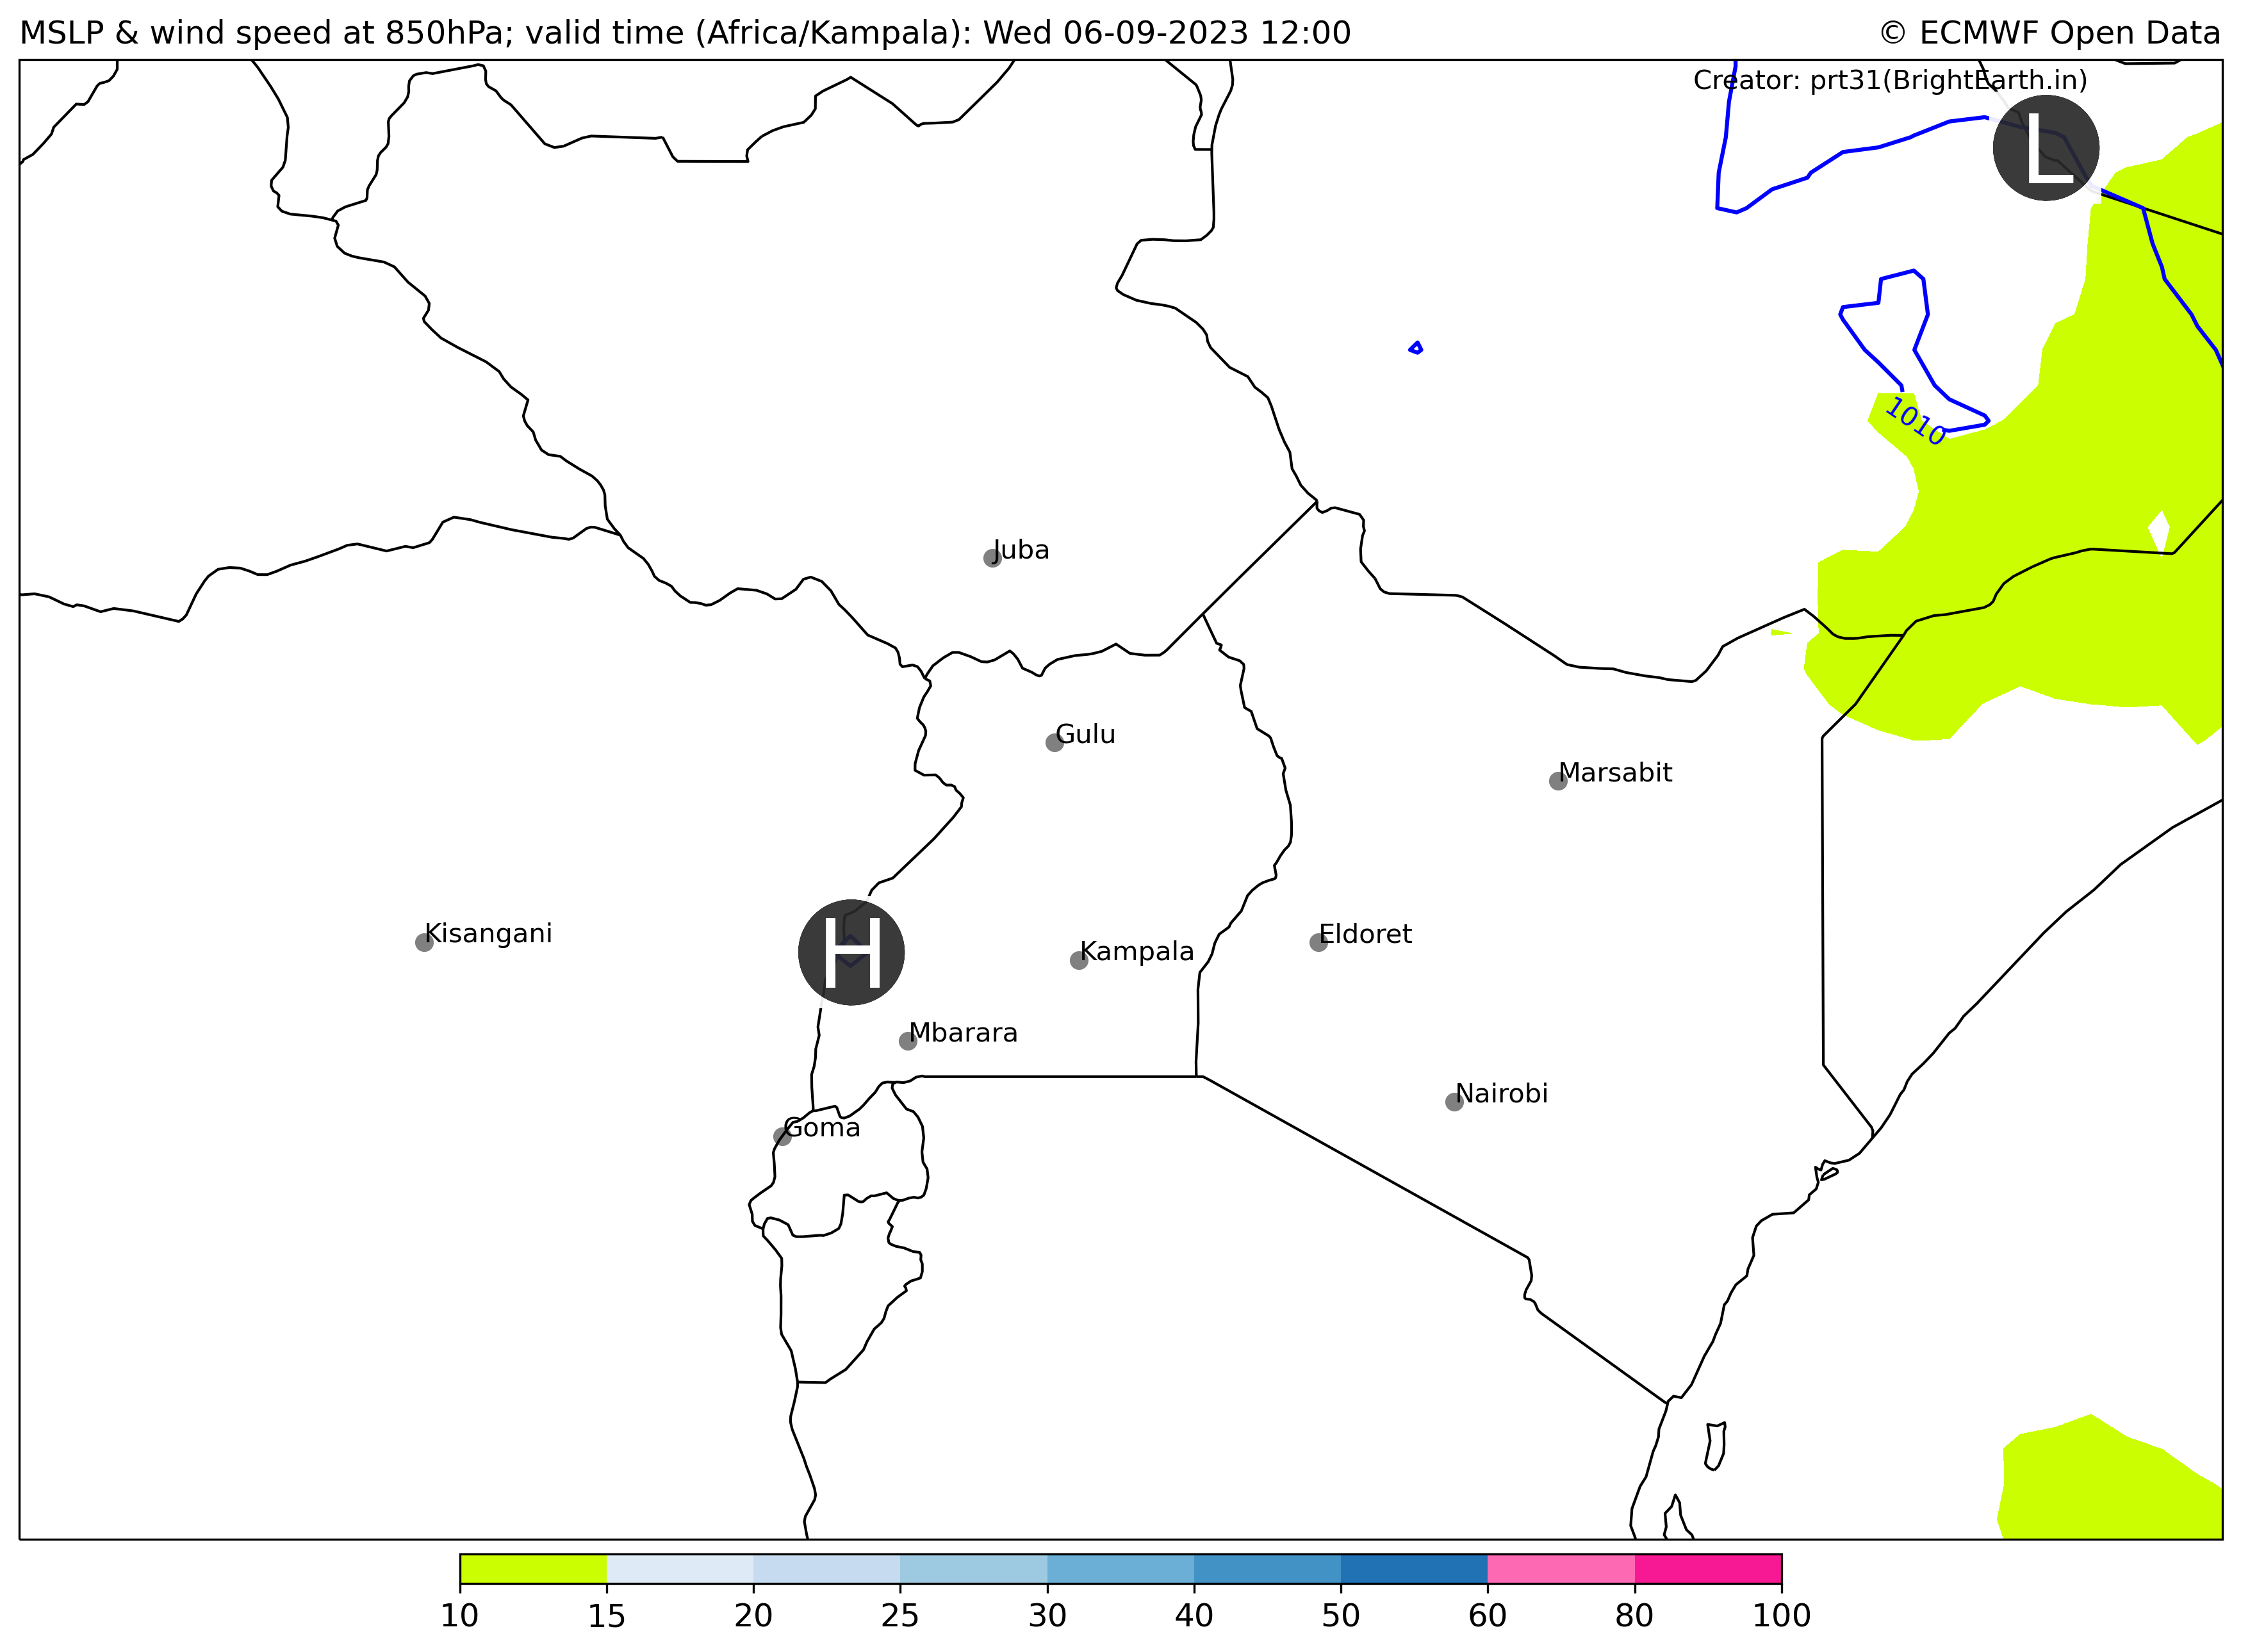 MSLP & wind speed at 850hPa; valid time (Africa/Kampala): Wed 06-09-2023 12:00
© ECMWF Open Data
Creator: prt31(BrightEarth.in)
L
1010
Juba
Gulu
Marsabit
Kisangani
H
Kampala
Eldoret
Mbarara
Nairobi
Goma
10 15 20 25 30 40 50 60 80 100